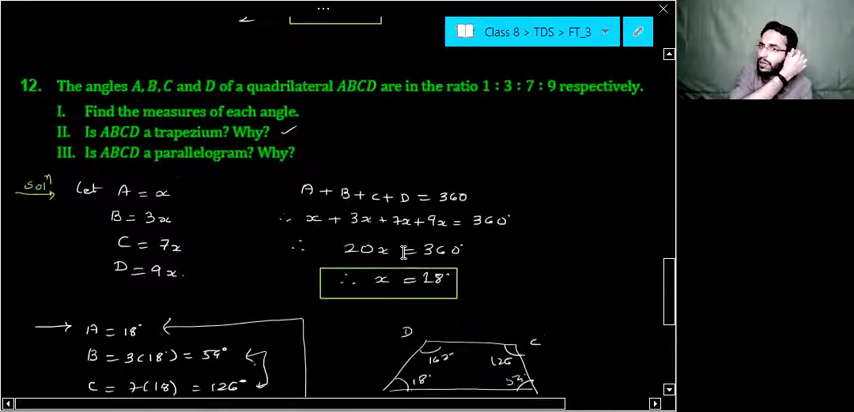 Class 8 > TDS > FT_3
12. The angles A, B, C and D of a quadrilateral ABCD are in the ratio 1 : 3 : 7 : 9 respectively.
I. Find the measures of each angle.
II. Is ABCD a trapezium? Why?
III. Is ABCD a parallelogram? Why?
Solⁿ Let A = x
B = 3x
C = 7x
D = 9x.
A + B + C + D = 360
∴ x + 3x + 7x + 9x = 360°
∴ 20x = 360°
∴ x = 18°
A = 18°
B = 3(18°) = 54°
C = 7(18) = 126°
D C
162° 126
18° 54°